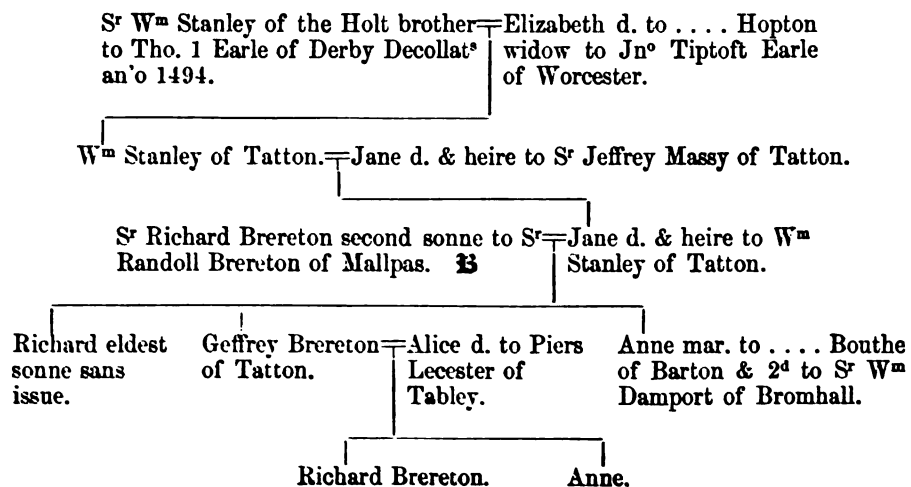 Sʳ Wᵐ Stanley of the Holt brother
to Tho. 1 Earle of Derby Decollatˢ
an'o 1494.
Elizabeth d. to .... Hopton
widow to Jnᵒ Tiptoft Earle
of Worcester.
Wᵐ Stanley of Tatton.
Jane d. & heire to Sʳ Jeffrey Massy of Tatton.
Sʳ Richard Brereton second sonne to Sʳ
Randoll Brereton of Mallpas. B
Jane d. & heire to Wᵐ
Stanley of Tatton.
Richard eldest
sonne sans
issue.
Geffrey Brereton
of Tatton.
Alice d. to Piers
Lecester of
Tabley.
Anne mar. to .... Bouthe
of Barton & 2ᵈ to Sʳ Wᵐ
Damport of Bromhall.
Richard Brereton.
Anne.